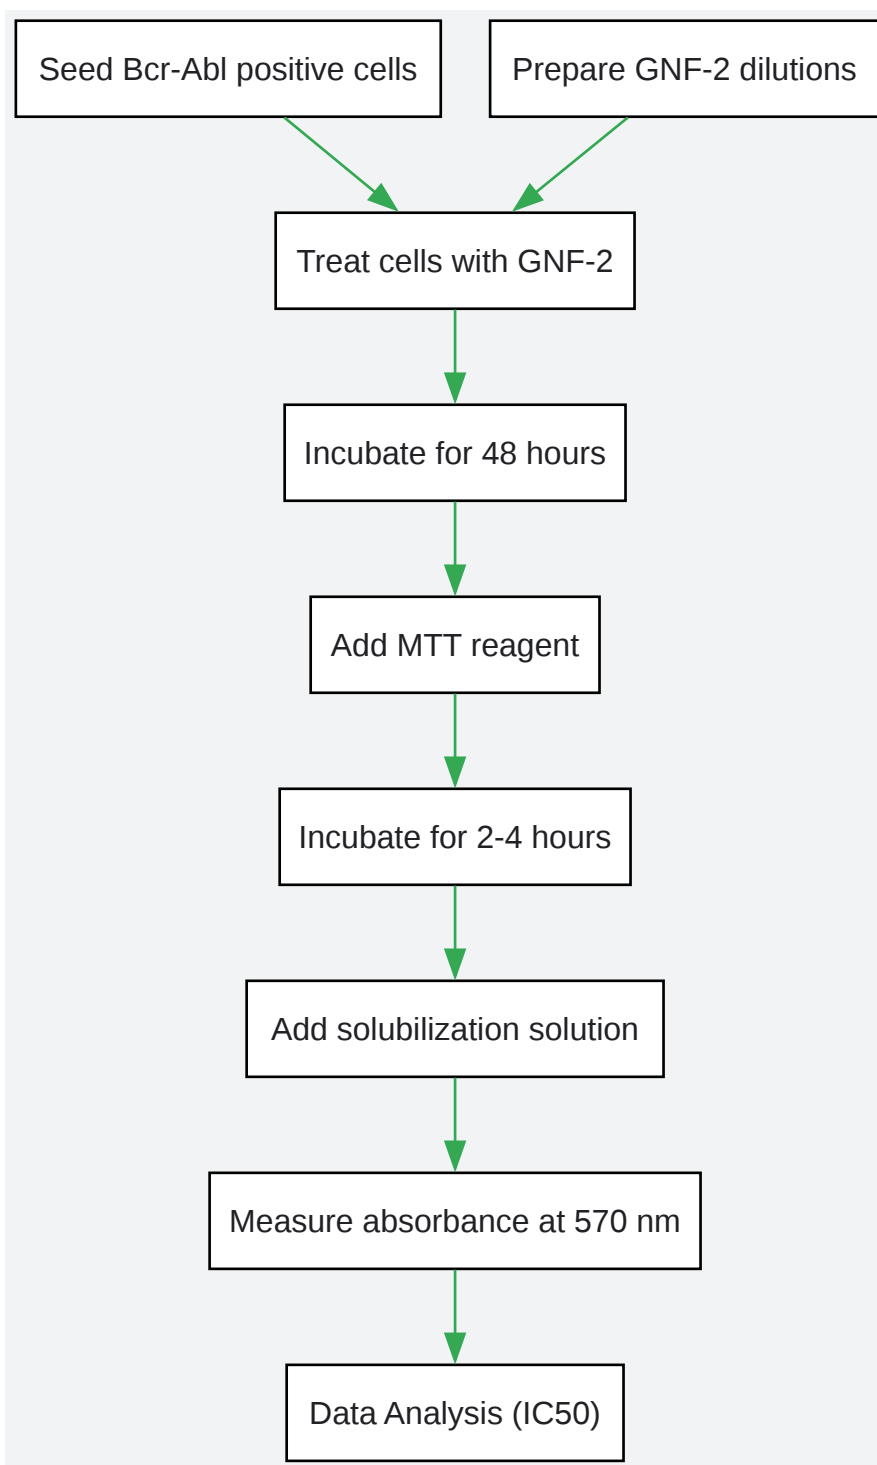 Seed Bcr-Abl positive cells
Prepare GNF-2 dilutions
Treat cells with GNF-2
Incubate for 48 hours
Add MTT reagent
Incubate for 2-4 hours
Add solubilization solution
Measure absorbance at 570 nm
Data Analysis (IC50)